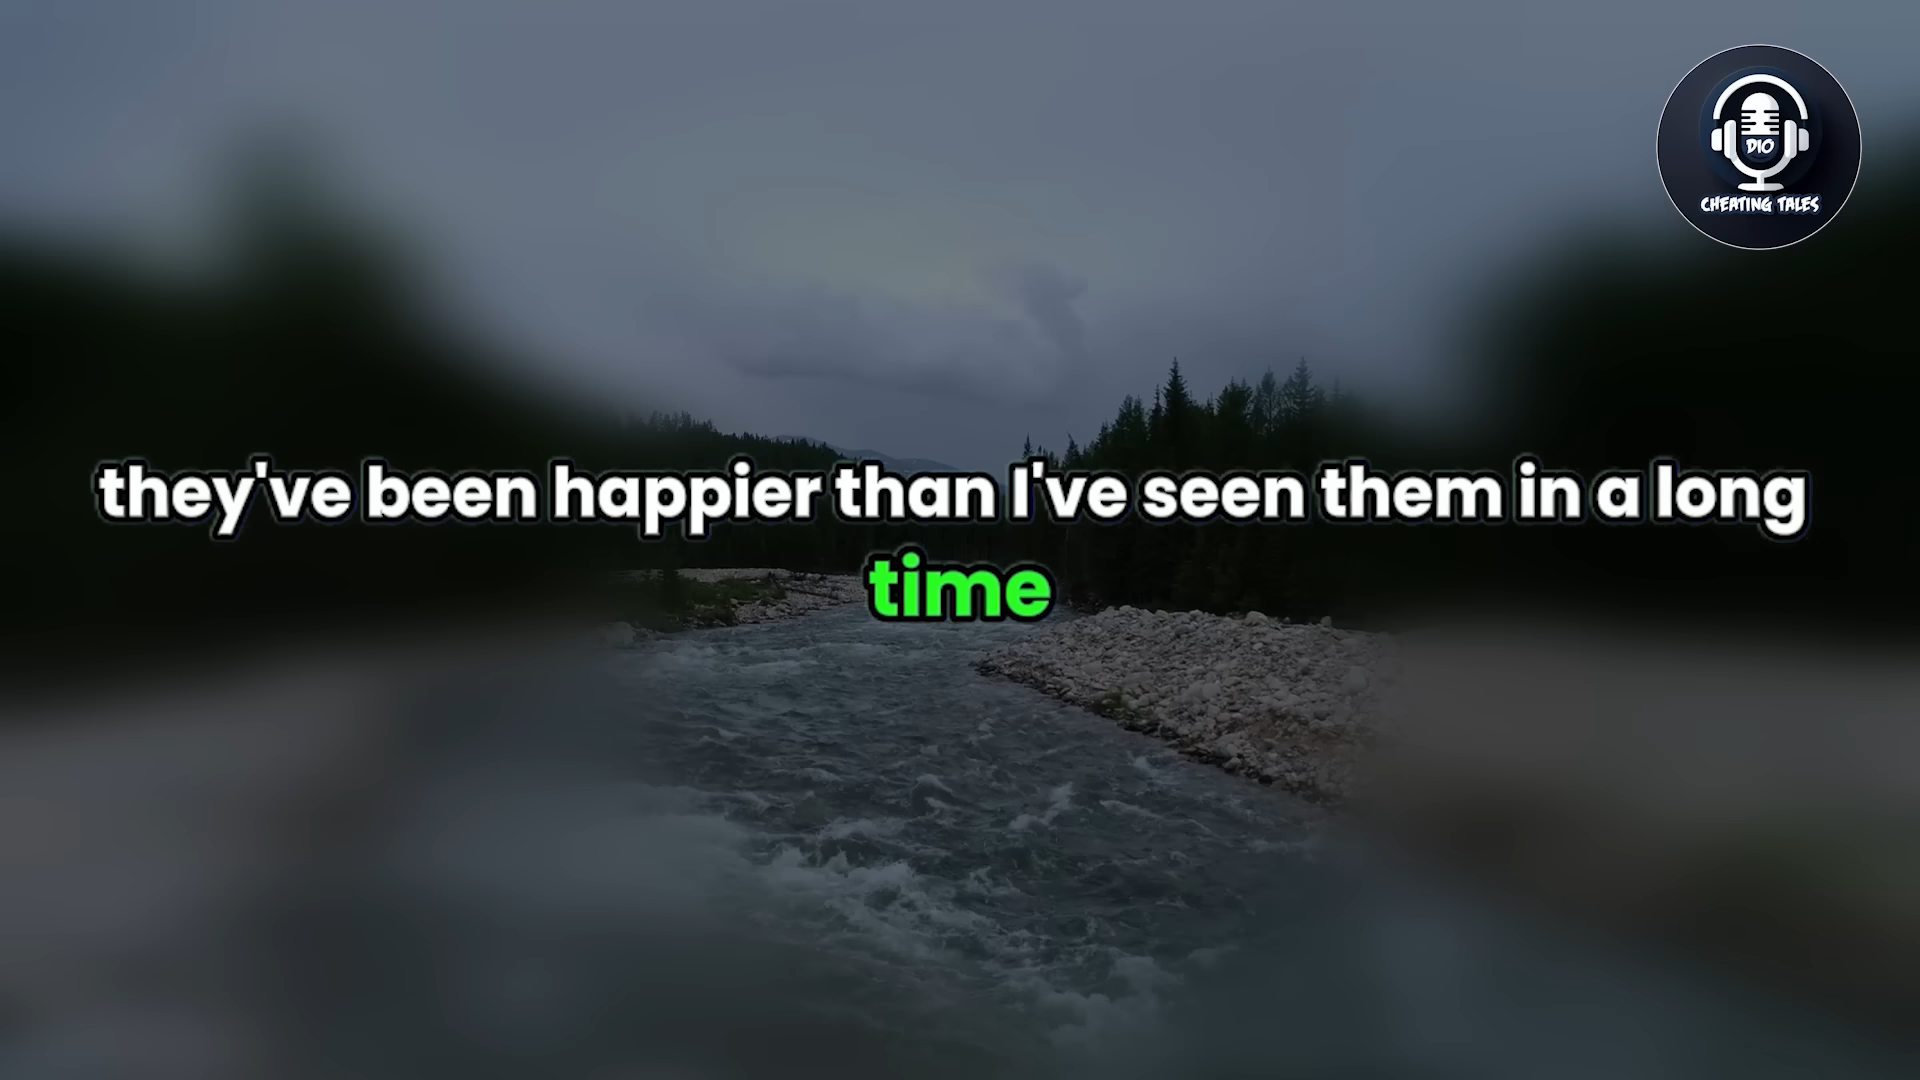 DIO
CHEATING TALES
they've been happier than I've seen them in a long
time